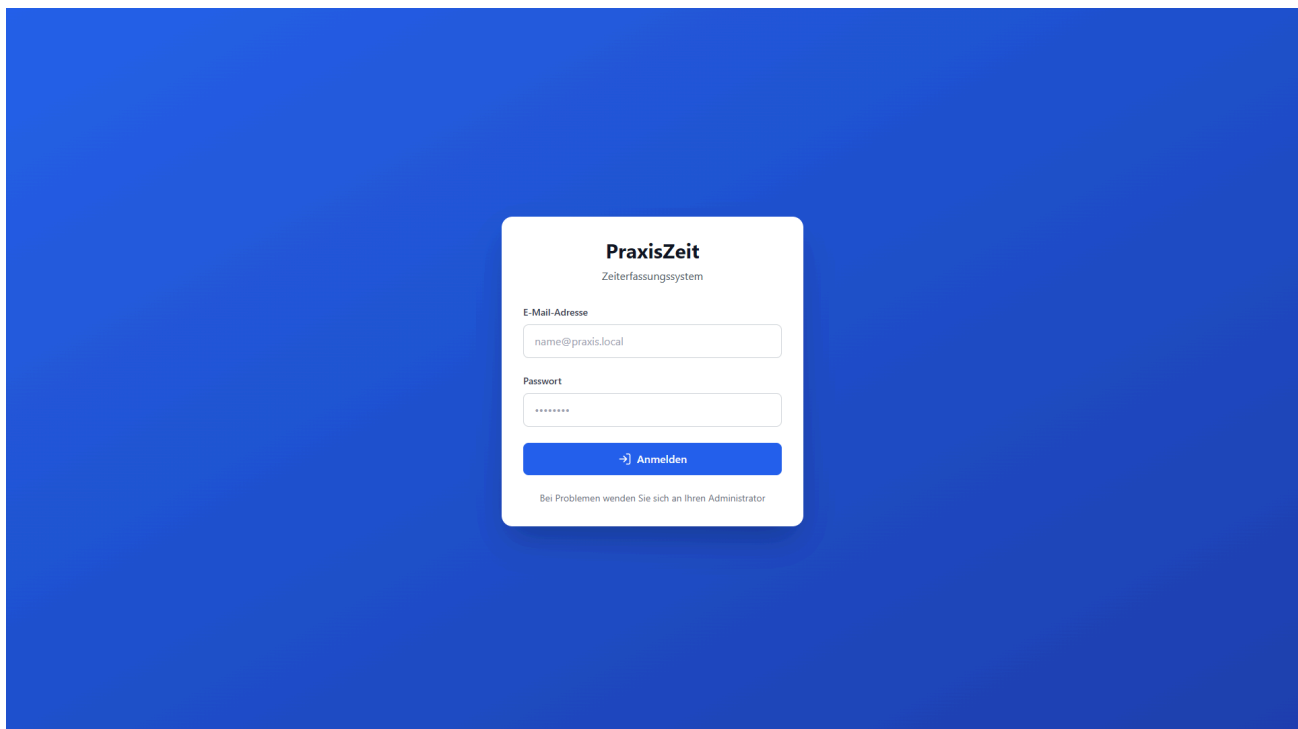 PraxisZeit
Zeiterfassungssystem
E-Mail-Adresse
name@praxis.local
Passwort
••••••••
Anmelden
Bei Problemen wenden Sie sich an Ihren Administrator